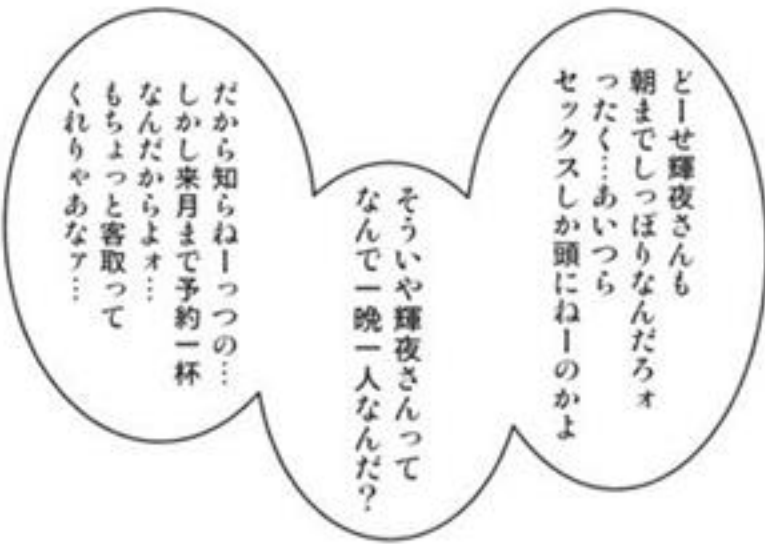 どーせ輝夜さんも
朝までしっぽりなんだろォ
ったく…あいつら
セックスしか頭にねーのかよ
そういや輝夜さんって
なんで一晩一人なんだ?
だから知らねーっつの…
しかし来月まで予約一杯
なんだからよォ…
もちょっと客取って
くれりゃあなァ…